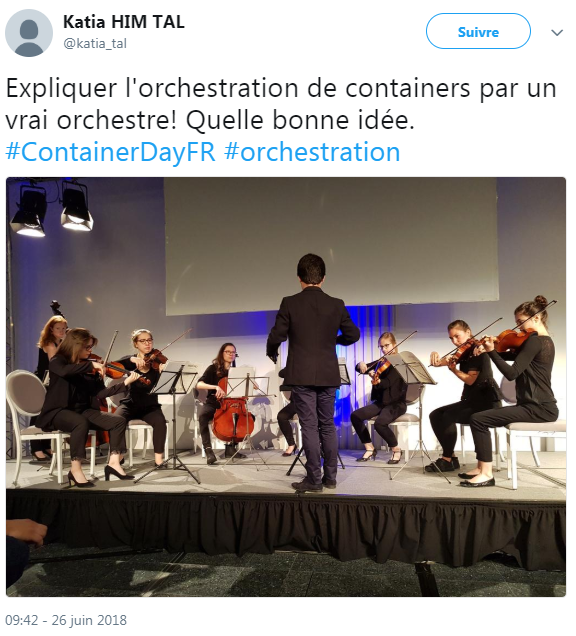 Katia HIM TAL
@katia_tal
Suivre
Expliquer l'orchestration de containers par un
vrai orchestre! Quelle bonne idée.
#ContainerDayFR #orchestration
09:42 - 26 juin 2018